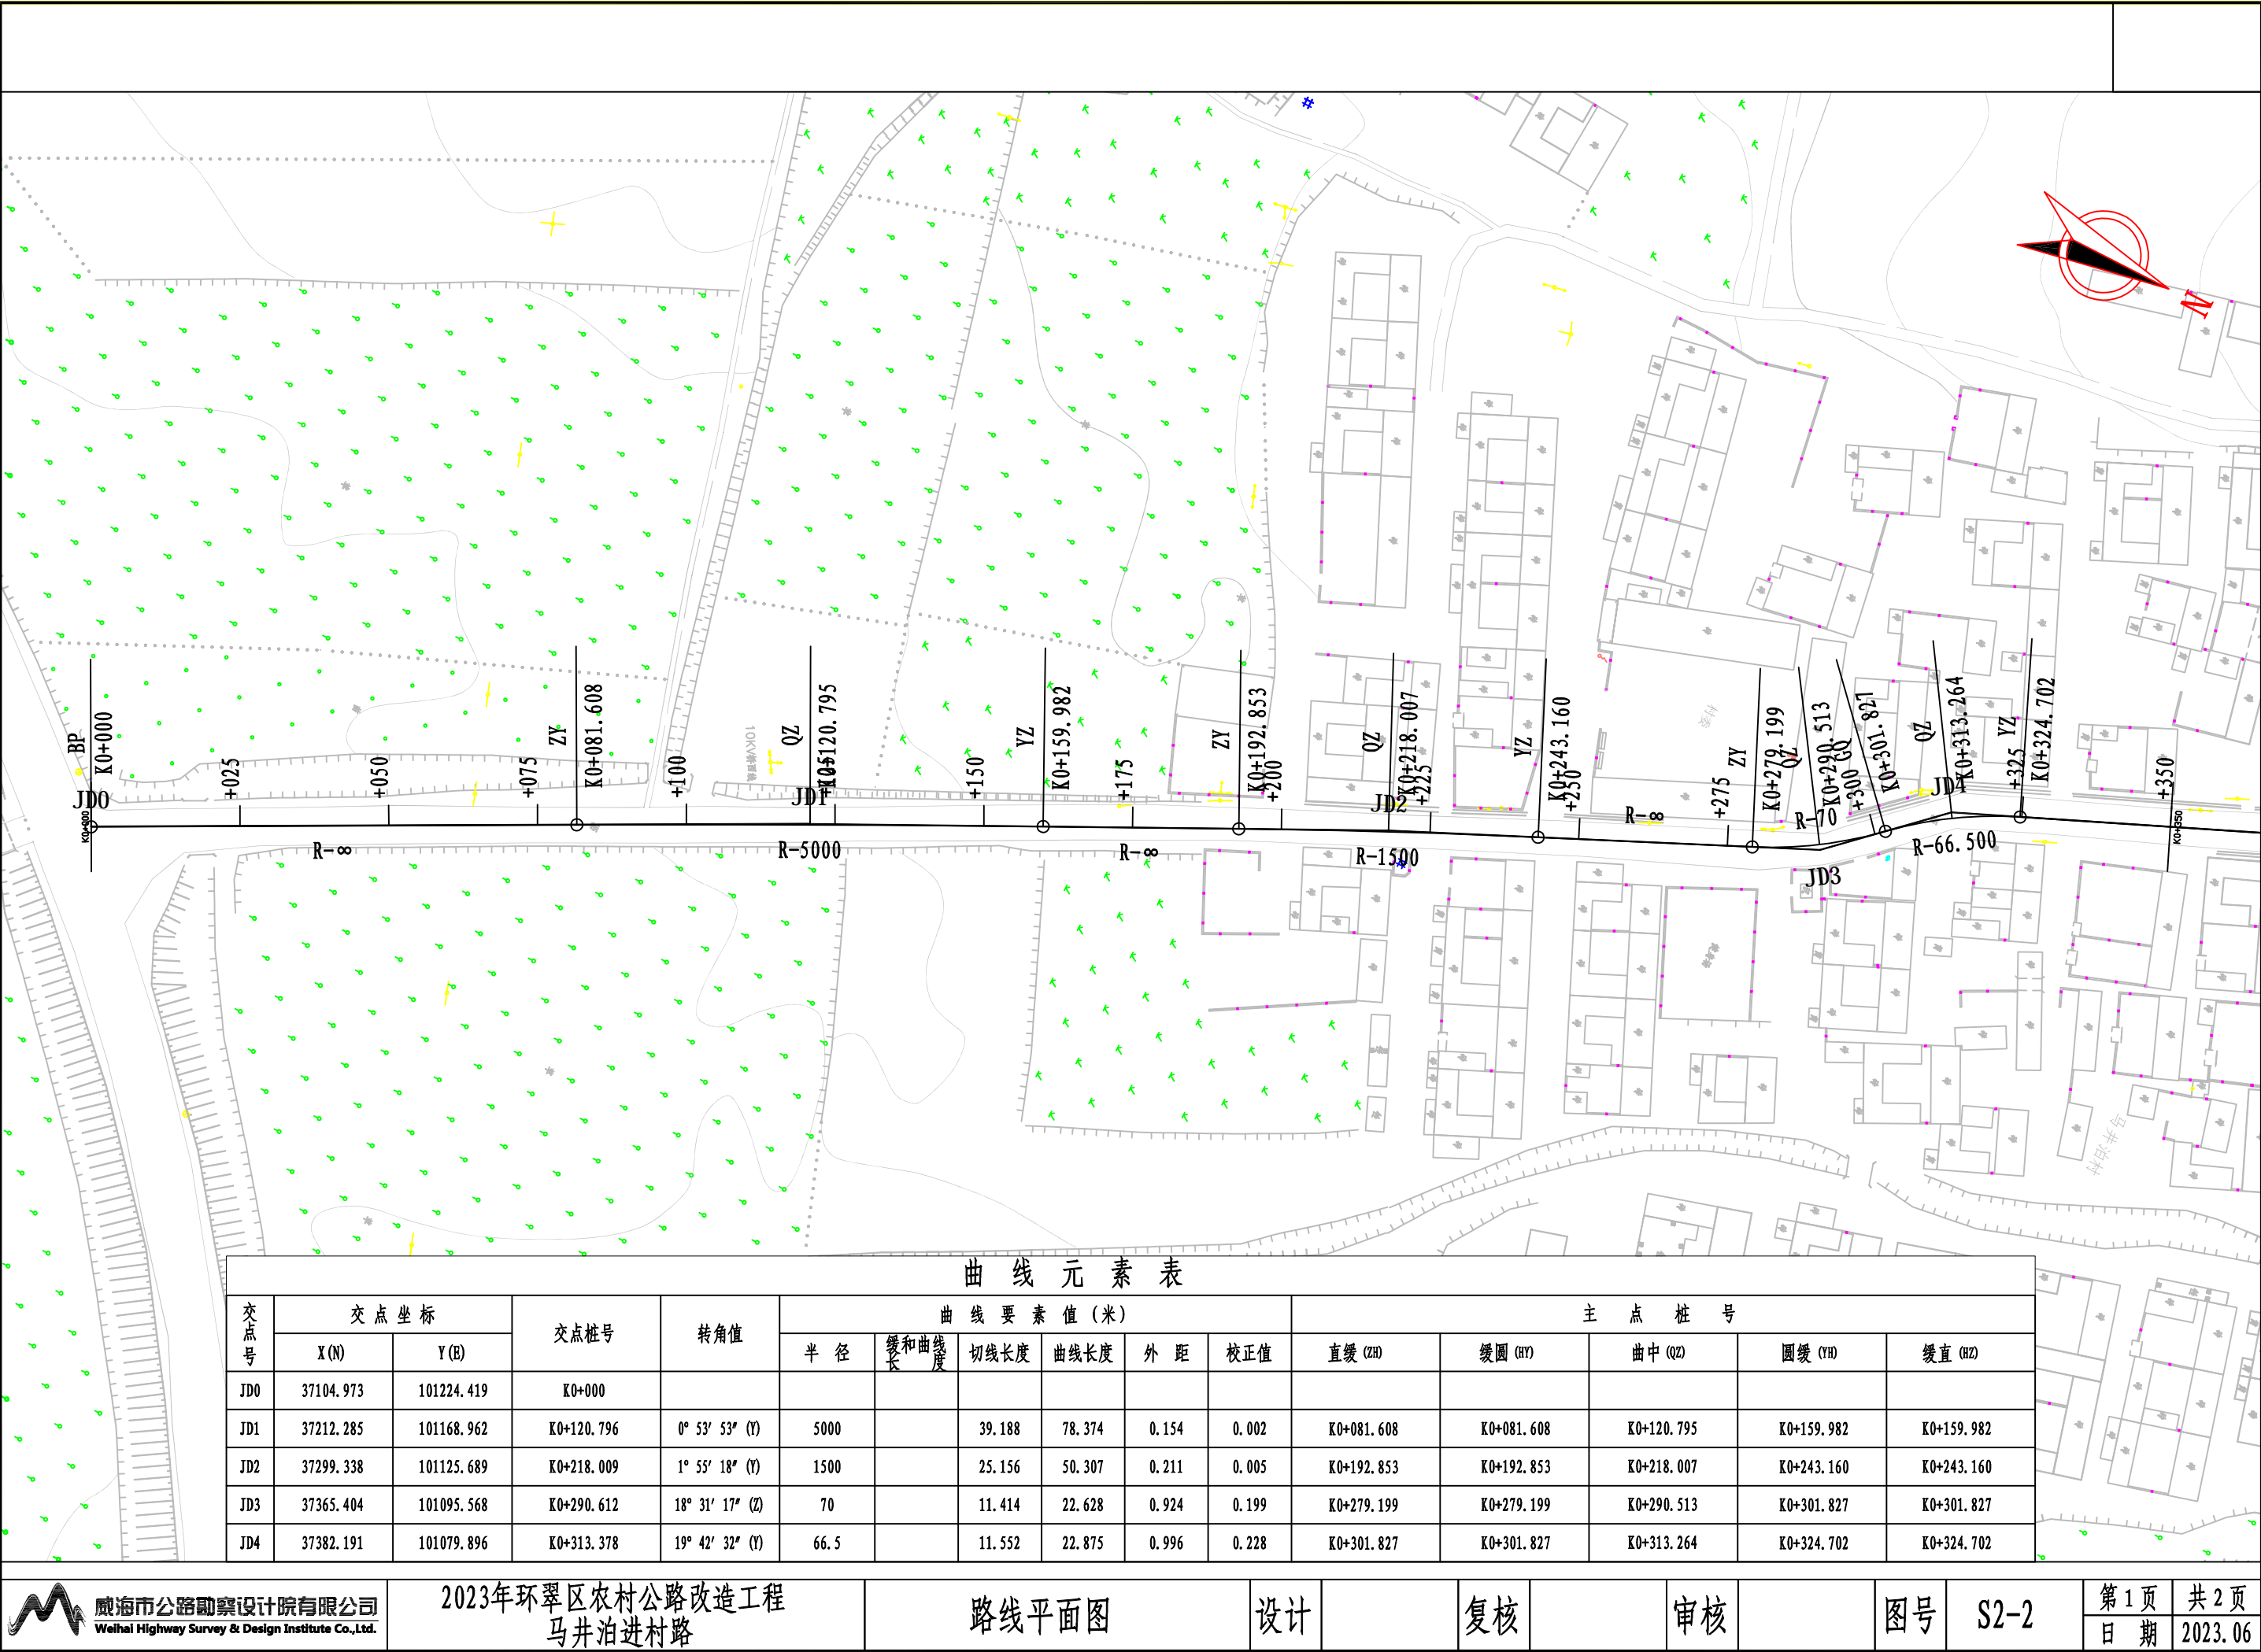 N
BP
K0+000
JD0
K0+000
+025
+050
+075
ZY
K0+081.608
+100
10KV
QZ
K0+120.795
JD1
+150
YZ
K0+159.982
+175
ZY
K0+192.853
+200
QZ
K0+218.007
JD2
+225
YZ
K0+243.160
+250
+275
ZY
K0+279.199
QZ
K0+290.513
+300
GQ
K0+301.827
QZ
K0+313.264
JD4
+325
YZ
K0+324.702
+350
K0+350
R-∞
R-5000
R-∞
R-1500
R-∞
R-70
JD3
R-66.500
村委
马井泊村
曲 线 元 素 表
交点号 交点坐标 交点桩号 转角值 曲线要素值(米) 主点桩号
X(N) Y(E) 半 径 缓和曲线长度 切线长度 曲线长度 外 距 校正值 直缓(ZH) 缓圆(HY) 曲中(QZ) 圆缓(YH) 缓直(HZ)
JD0 37104.973 101224.419 K0+000
JD1 37212.285 101168.962 K0+120.796 0° 53′ 53″ (Y) 5000 39.188 78.374 0.154 0.002 K0+081.608 K0+081.608 K0+120.795 K0+159.982 K0+159.982
JD2 37299.338 101125.689 K0+218.009 1° 55′ 18″ (Y) 1500 25.156 50.307 0.211 0.005 K0+192.853 K0+192.853 K0+218.007 K0+243.160 K0+243.160
JD3 37365.404 101095.568 K0+290.612 18° 31′ 17″ (Z) 70 11.414 22.628 0.924 0.199 K0+279.199 K0+279.199 K0+290.513 K0+301.827 K0+301.827
JD4 37382.191 101079.896 K0+313.378 19° 42′ 32″ (Y) 66.5 11.552 22.875 0.996 0.228 K0+301.827 K0+301.827 K0+313.264 K0+324.702 K0+324.702
威海市公路勘察设计院有限公司
Weihai Highway Survey & Design Institute Co.,Ltd.
2023年环翠区农村公路改造工程
马井泊进村路
路线平面图
设计
复核
审核
图号
S2-2
第 1 页 共 2 页
日 期 2023.06